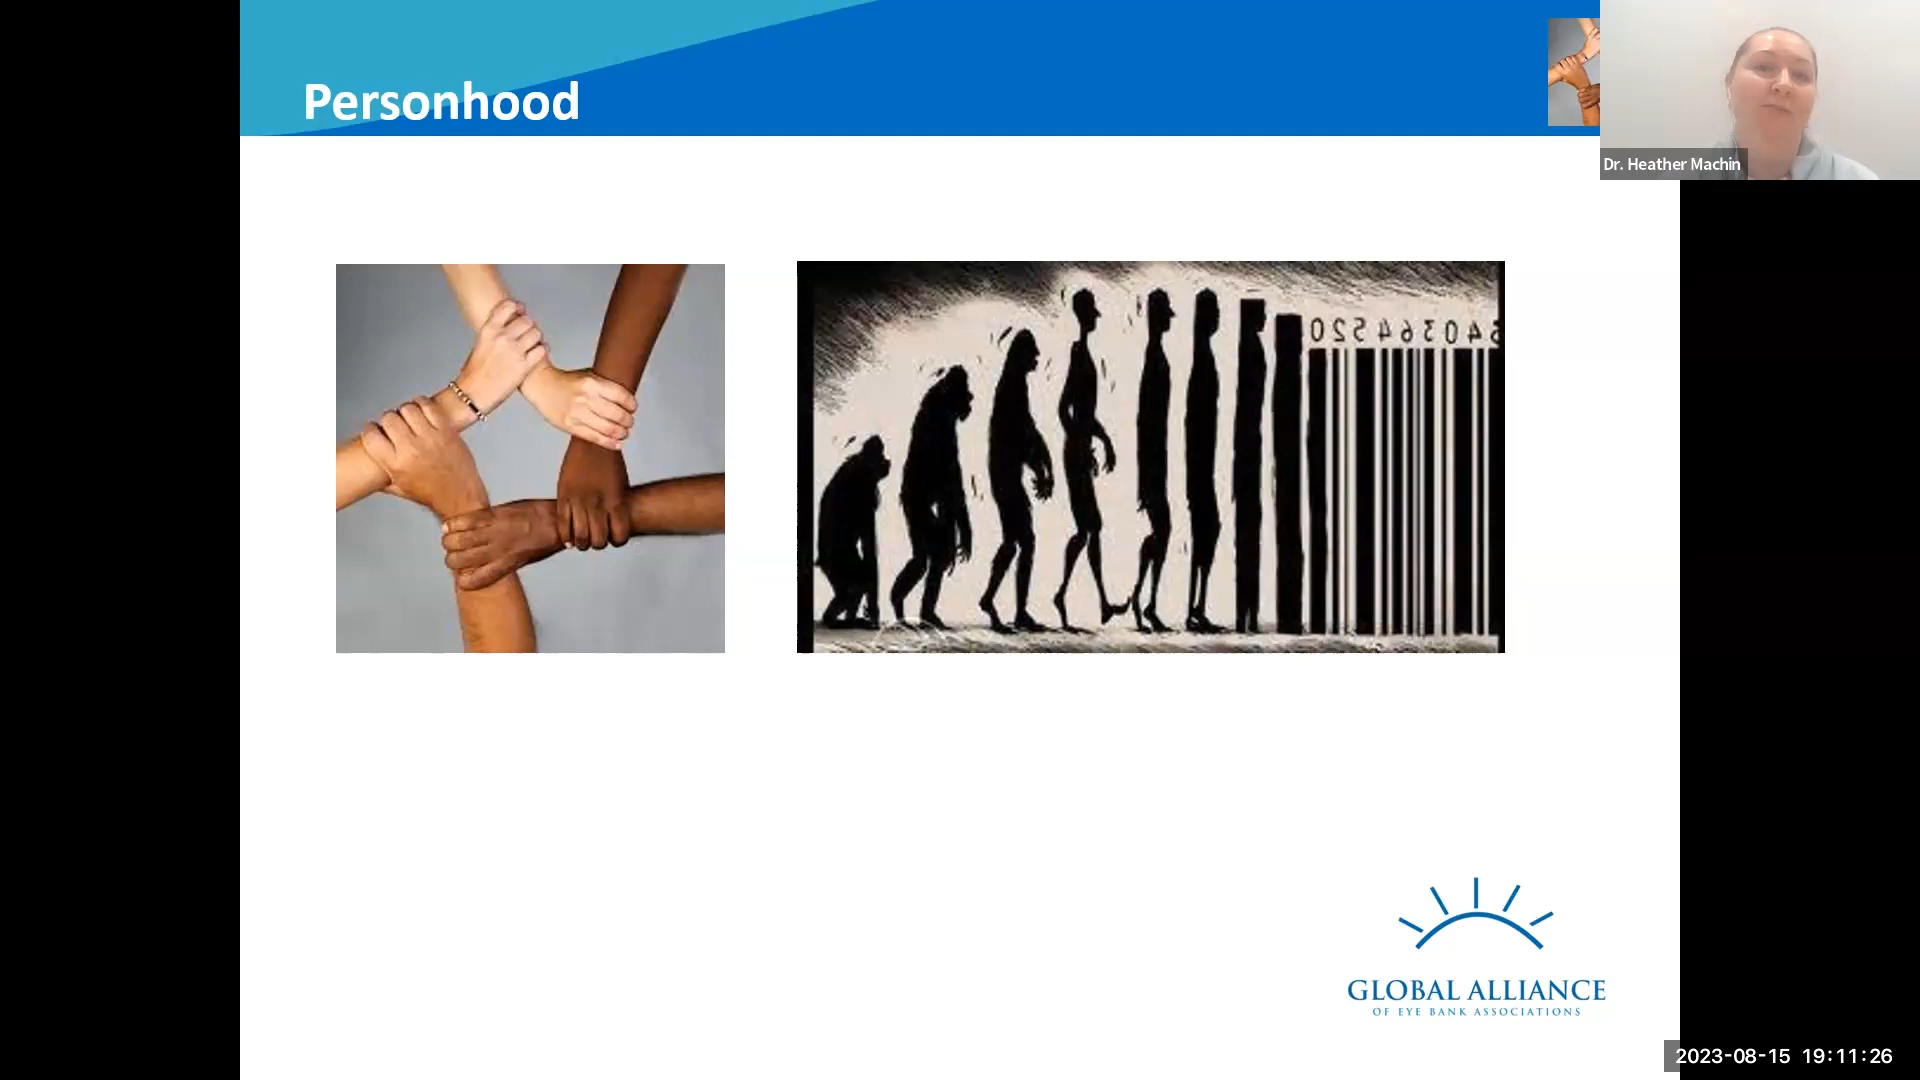 Personhood
Dr. Heather Machin
GLOBAL ALLIANCE
OF EYE BANK ASSOCIATIONS
2023-08-15 19:11:26